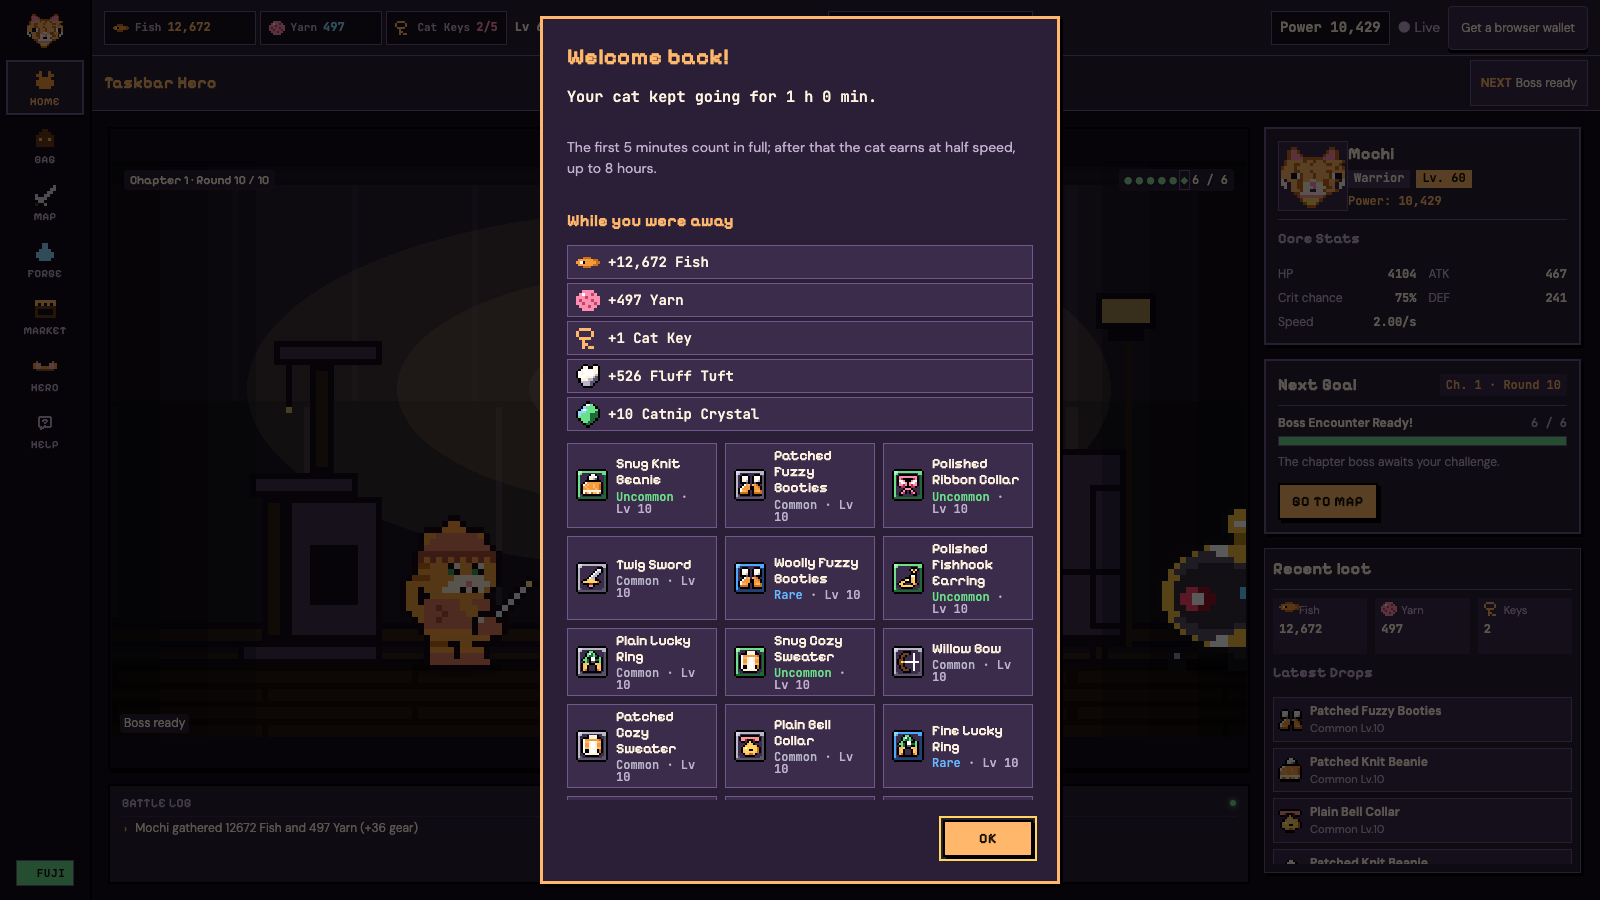 Fish 12,672
Yarn 497
Cat Keys 2/5
Lv
Power 10,429
Live
Get a browser wallet
HOME
BAG
MAP
FORGE
MARKET
HERO
HELP
FUJI
Taskbar Hero
NEXT Boss ready
Chapter 1 · Round 10 / 10
6 / 6
Boss ready
BATTLE LOG
› Mochi gathered 12672 Fish and 497 Yarn (+36 gear)
Welcome back!
Your cat kept going for 1 h 0 min.
The first 5 minutes count in full; after that the cat earns at half speed,
up to 8 hours.
While you were away
+12,672 Fish
+497 Yarn
+1 Cat Key
+526 Fluff Tuft
+10 Catnip Crystal
Snug Knit
Beanie
Uncommon ·
Lv 10
Patched
Fuzzy
Booties
Common · Lv
10
Polished
Ribbon Collar
Uncommon ·
Lv 10
Twig Sword
Common · Lv
10
Woolly Fuzzy
Booties
Rare · Lv 10
Polished
Fishhook
Earring
Uncommon ·
Lv 10
Plain Lucky
Ring
Common · Lv
10
Snug Cozy
Sweater
Uncommon ·
Lv 10
Willow Bow
Common · Lv
10
Patched
Cozy
Sweater
Common · Lv
10
Plain Bell
Collar
Common · Lv
10
Fine Lucky
Ring
Rare · Lv 10
OK
Mochi
Warrior Lv. 60
Power: 10,429
Core Stats
HP 4104 ATK 467
Crit chance 75% DEF 241
Speed 2.00/s
Next Goal
Ch. 1 · Round 10
Boss Encounter Ready! 6 / 6
The chapter boss awaits your challenge.
GO TO MAP
Recent loot
Fish
12,672
Yarn
497
Keys
2
Latest Drops
Patched Fuzzy Booties
Common Lv.10
Patched Knit Beanie
Common Lv.10
Plain Bell Collar
Common Lv.10
Patched Knit Beanie